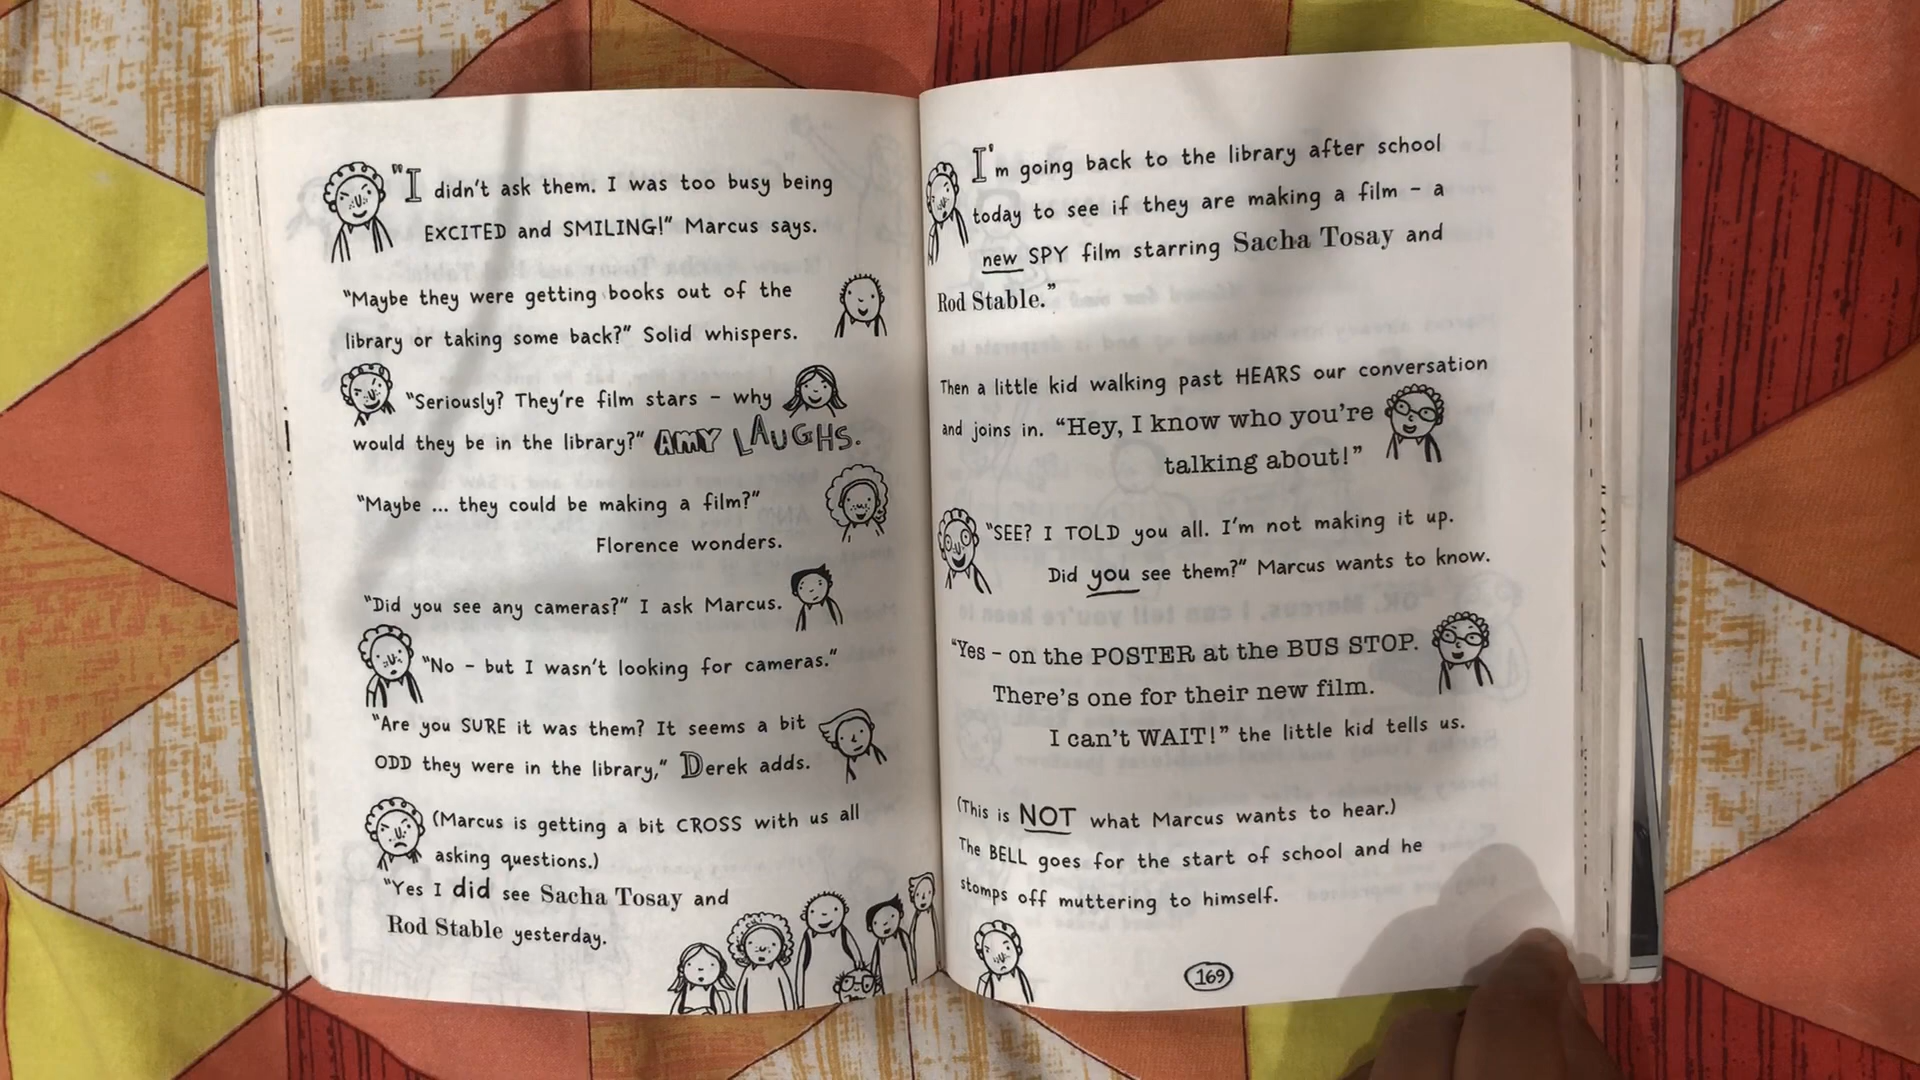 "I didn't ask them. I was too busy being
EXCITED and SMILING!" Marcus says.
"Maybe they were getting books out of the
library or taking some back?" Solid whispers.
"Seriously? They're film stars – why
would they be in the library?" AMY LAUGHS.
"Maybe ... they could be making a film?"
Florence wonders.
"Did you see any cameras?" I ask Marcus.
"No – but I wasn't looking for cameras."
"Are you SURE it was them? It seems a bit
ODD they were in the library," Derek adds.
(Marcus is getting a bit CROSS with us all
asking questions.)
"Yes I did see Sacha Tosay and
Rod Stable yesterday.
I'm going back to the library after school
today to see if they are making a film – a
new SPY film starring Sacha Tosay and
Rod Stable."
Then a little kid walking past HEARS our conversation
and joins in. "Hey, I know who you're
talking about!"
"SEE? I TOLD you all. I'm not making it up.
Did you see them?" Marcus wants to know.
"Yes – on the POSTER at the BUS STOP.
There's one for their new film.
I can't WAIT!" the little kid tells us.
(This is NOT what Marcus wants to hear.)
The BELL goes for the start of school and he
stomps off muttering to himself.
169